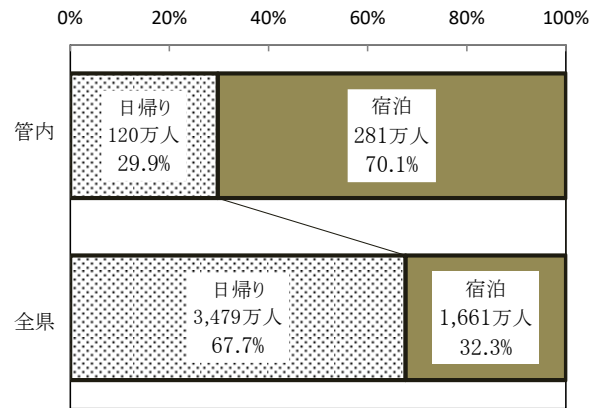 0% 20% 40% 60% 80% 100%
管内
日帰り
120万人
29.9%
宿泊
281万人
70.1%
全県
日帰り
3,479万人
67.7%
宿泊
1,661万人
32.3%